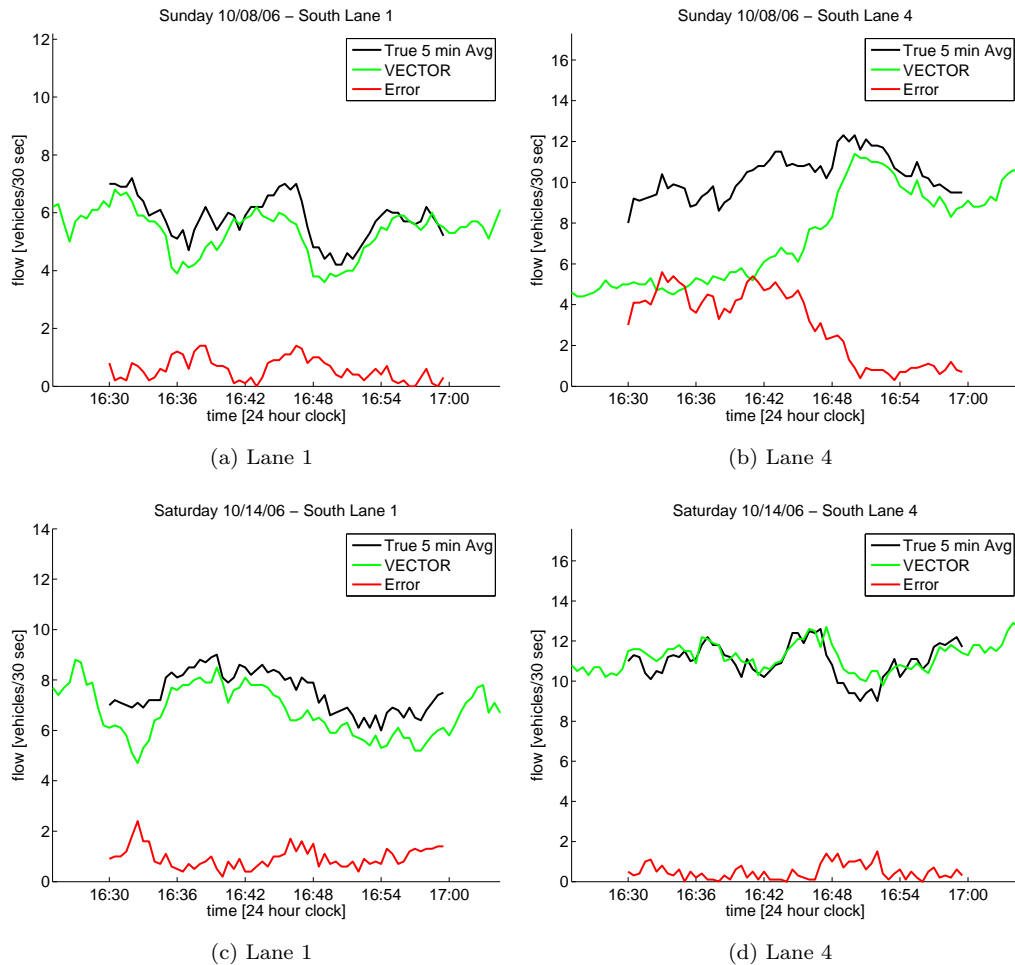 Sunday 10/08/06 – South Lane 1
True 5 min Avg
VECTOR
Error
flow [vehicles/30 sec]
12
10
8
6
4
2
0
16:30 16:36 16:42 16:48 16:54 17:00
time [24 hour clock]
(a) Lane 1
Sunday 10/08/06 – South Lane 4
True 5 min Avg
VECTOR
Error
flow [vehicles/30 sec]
16
14
12
10
8
6
4
2
0
16:30 16:36 16:42 16:48 16:54 17:00
time [24 hour clock]
(b) Lane 4
Saturday 10/14/06 – South Lane 1
True 5 min Avg
VECTOR
Error
flow [vehicles/30 sec]
14
12
10
8
6
4
2
0
16:30 16:36 16:42 16:48 16:54 17:00
time [24 hour clock]
(c) Lane 1
Saturday 10/14/06 – South Lane 4
True 5 min Avg
VECTOR
Error
flow [vehicles/30 sec]
16
14
12
10
8
6
4
2
0
16:30 16:36 16:42 16:48 16:54 17:00
time [24 hour clock]
(d) Lane 4